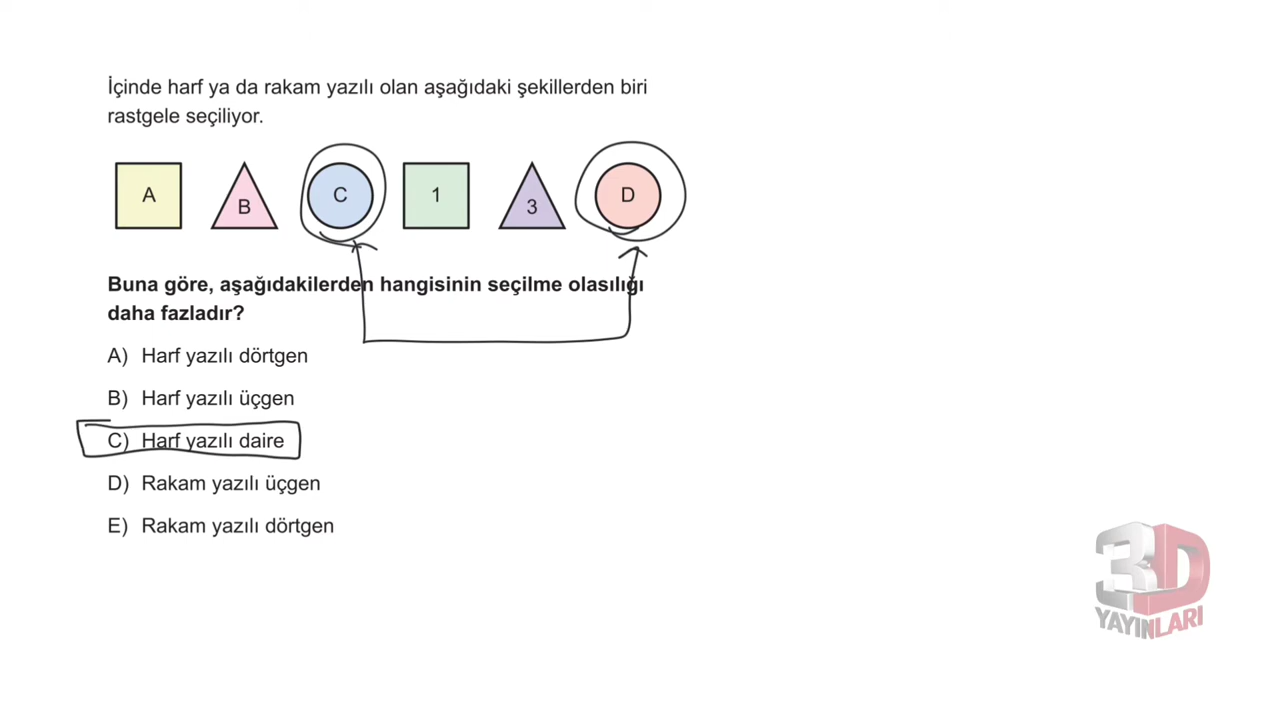 İçinde harf ya da rakam yazılı olan aşağıdaki şekillerden biri
rastgele seçiliyor.
A B C 1 3 D
Buna göre, aşağıdakilerden hangisinin seçilme olasılığı
daha fazladır?
A) Harf yazılı dörtgen
B) Harf yazılı üçgen
C) Harf yazılı daire
D) Rakam yazılı üçgen
E) Rakam yazılı dörtgen
3D
YAYINLARI